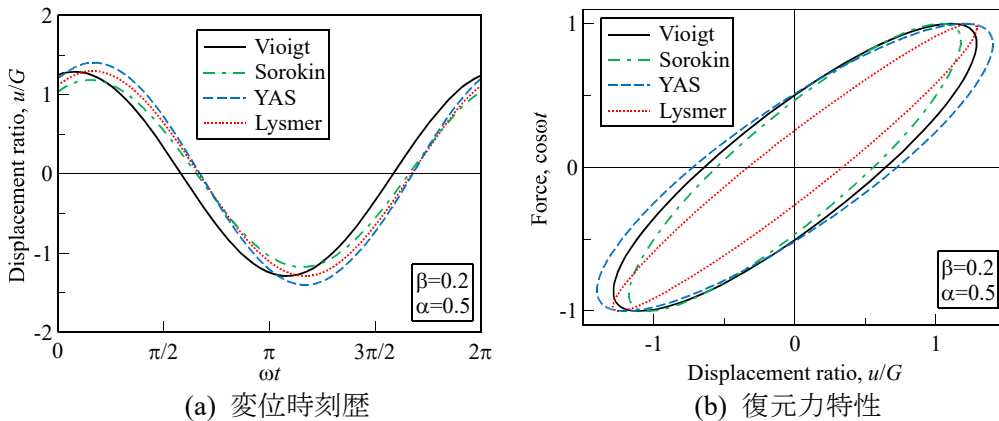 2
1
0
-1
-2
Displacement ratio, u/G
Vioigt
Sorokin
YAS
Lysmer
β=0.2
α=0.5
0
π/2
π
3π/2
2π
ωt
(a) 変位時刻歴
1
0
-1
Force, cosωt
Vioigt
Sorokin
YAS
Lysmer
β=0.2
α=0.5
-1
0
1
Displacement ratio, u/G
(b) 復元力特性